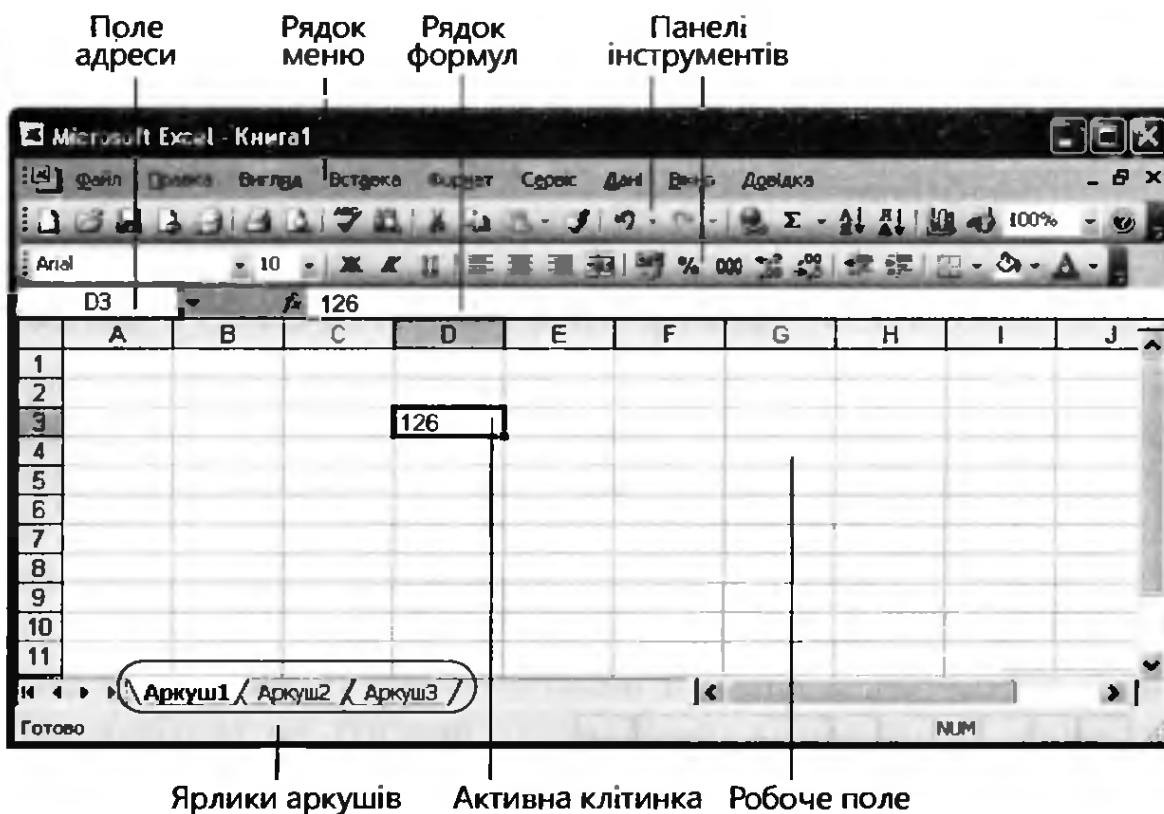 Поле адреси
Рядок меню
Рядок формул
Панелі інструментів
Microsoft Excel - Книга1
Файл Правка Вигляд Вставка Формат Сервіс Дані Вікно Довідка
Σ 100%
Arial 10 Ж К % 000 A
D3 fx 126
A B C D E F G H I J
1
2
3 126
4
5
6
7
8
9
10
11
Аркуш1 Аркуш2 Аркуш3
Готово NUM
Ярлики аркушів Активна клітинка Робоче поле